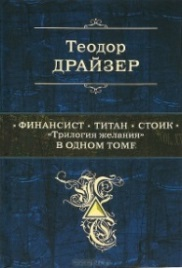 Теодор
ДРАЙЗЕР
• ФИНАНСИСТ • ТИТАН • СТОИК •
«Трилогия желания»
В ОДНОМ ТОМЕ